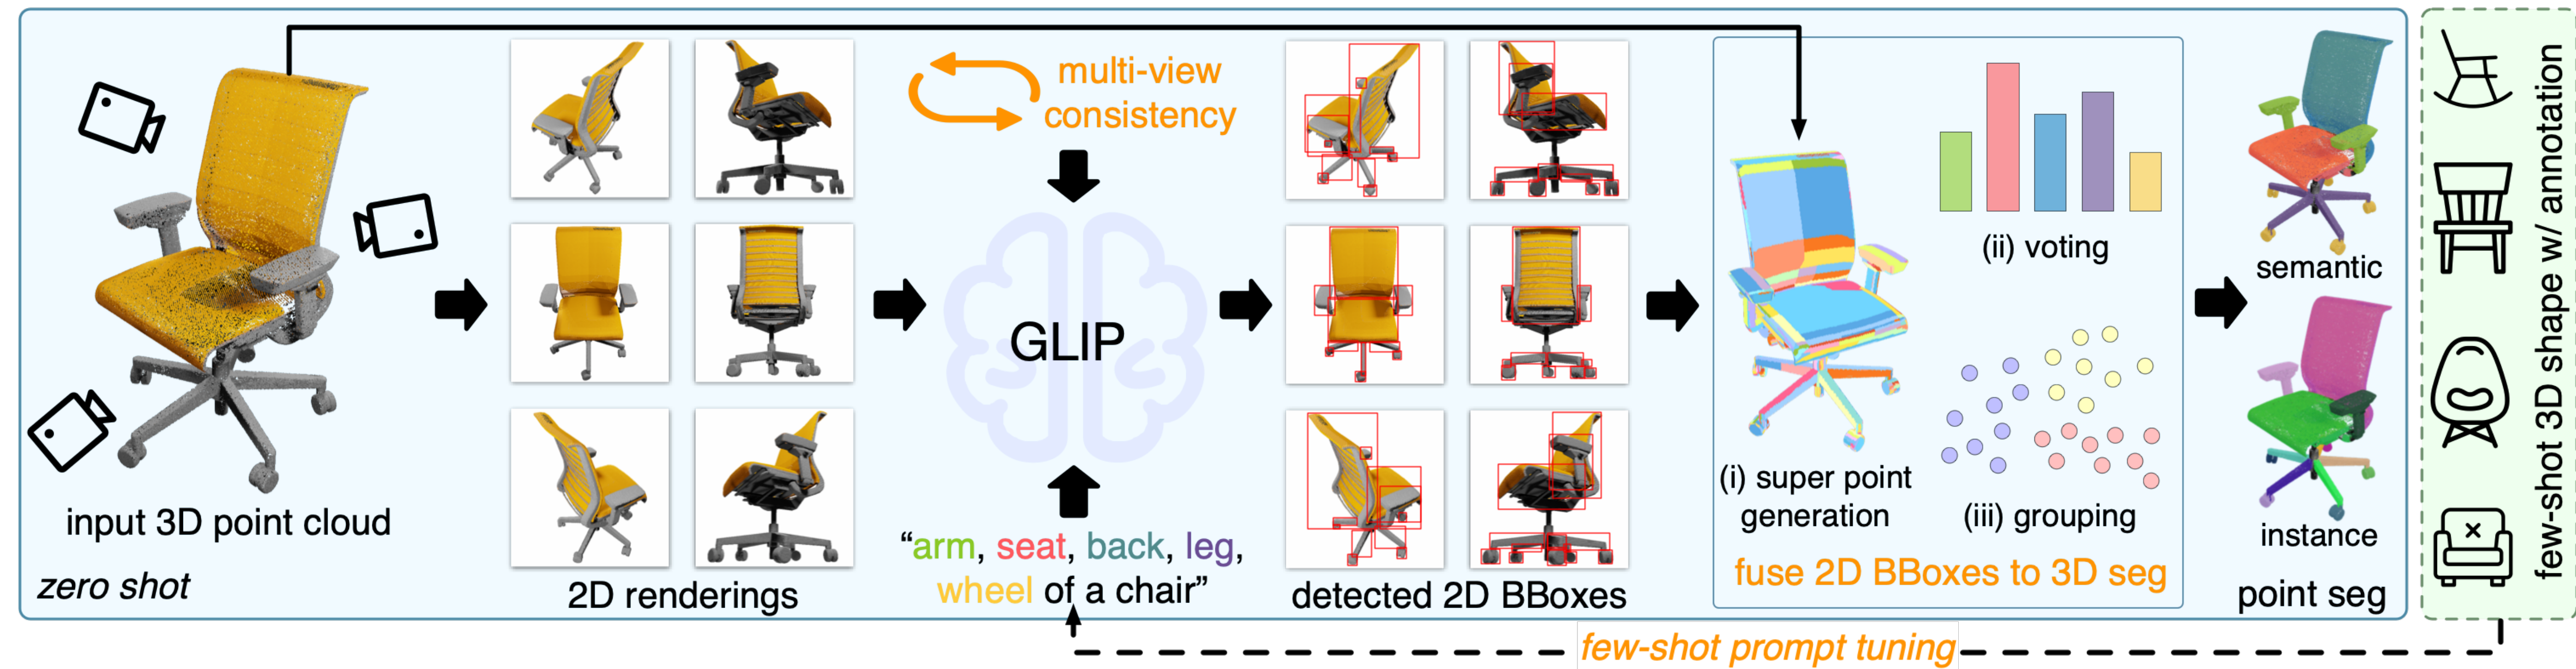 input 3D point cloud
zero shot
2D renderings
multi-view
consistency
GLIP
“arm, seat, back, leg,
wheel of a chair”
detected 2D BBoxes
(i) super point
generation
(ii) voting
(iii) grouping
fuse 2D BBoxes to 3D seg
semantic
instance
point seg
few-shot 3D shape w/ annotation
few-shot prompt tuning